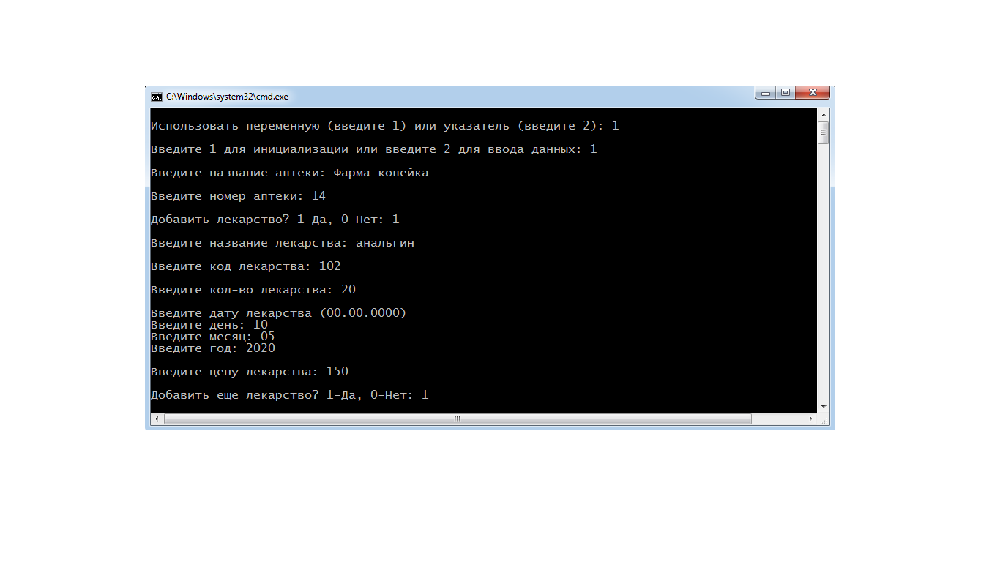 C:\Windows\system32\cmd.exe
Использовать переменную (введите 1) или указатель (введите 2): 1
Введите 1 для инициализации или введите 2 для ввода данных: 1
Введите название аптеки: Фарма-копейка
Введите номер аптеки: 14
Добавить лекарство? 1-Да, 0-Нет: 1
Введите название лекарства: анальгин
Введите код лекарства: 102
Введите кол-во лекарства: 20
Введите дату лекарства (00.00.0000)
Введите день: 10
Введите месяц: 05
Введите год: 2020
Введите цену лекарства: 150
Добавить еще лекарство? 1-Да, 0-Нет: 1